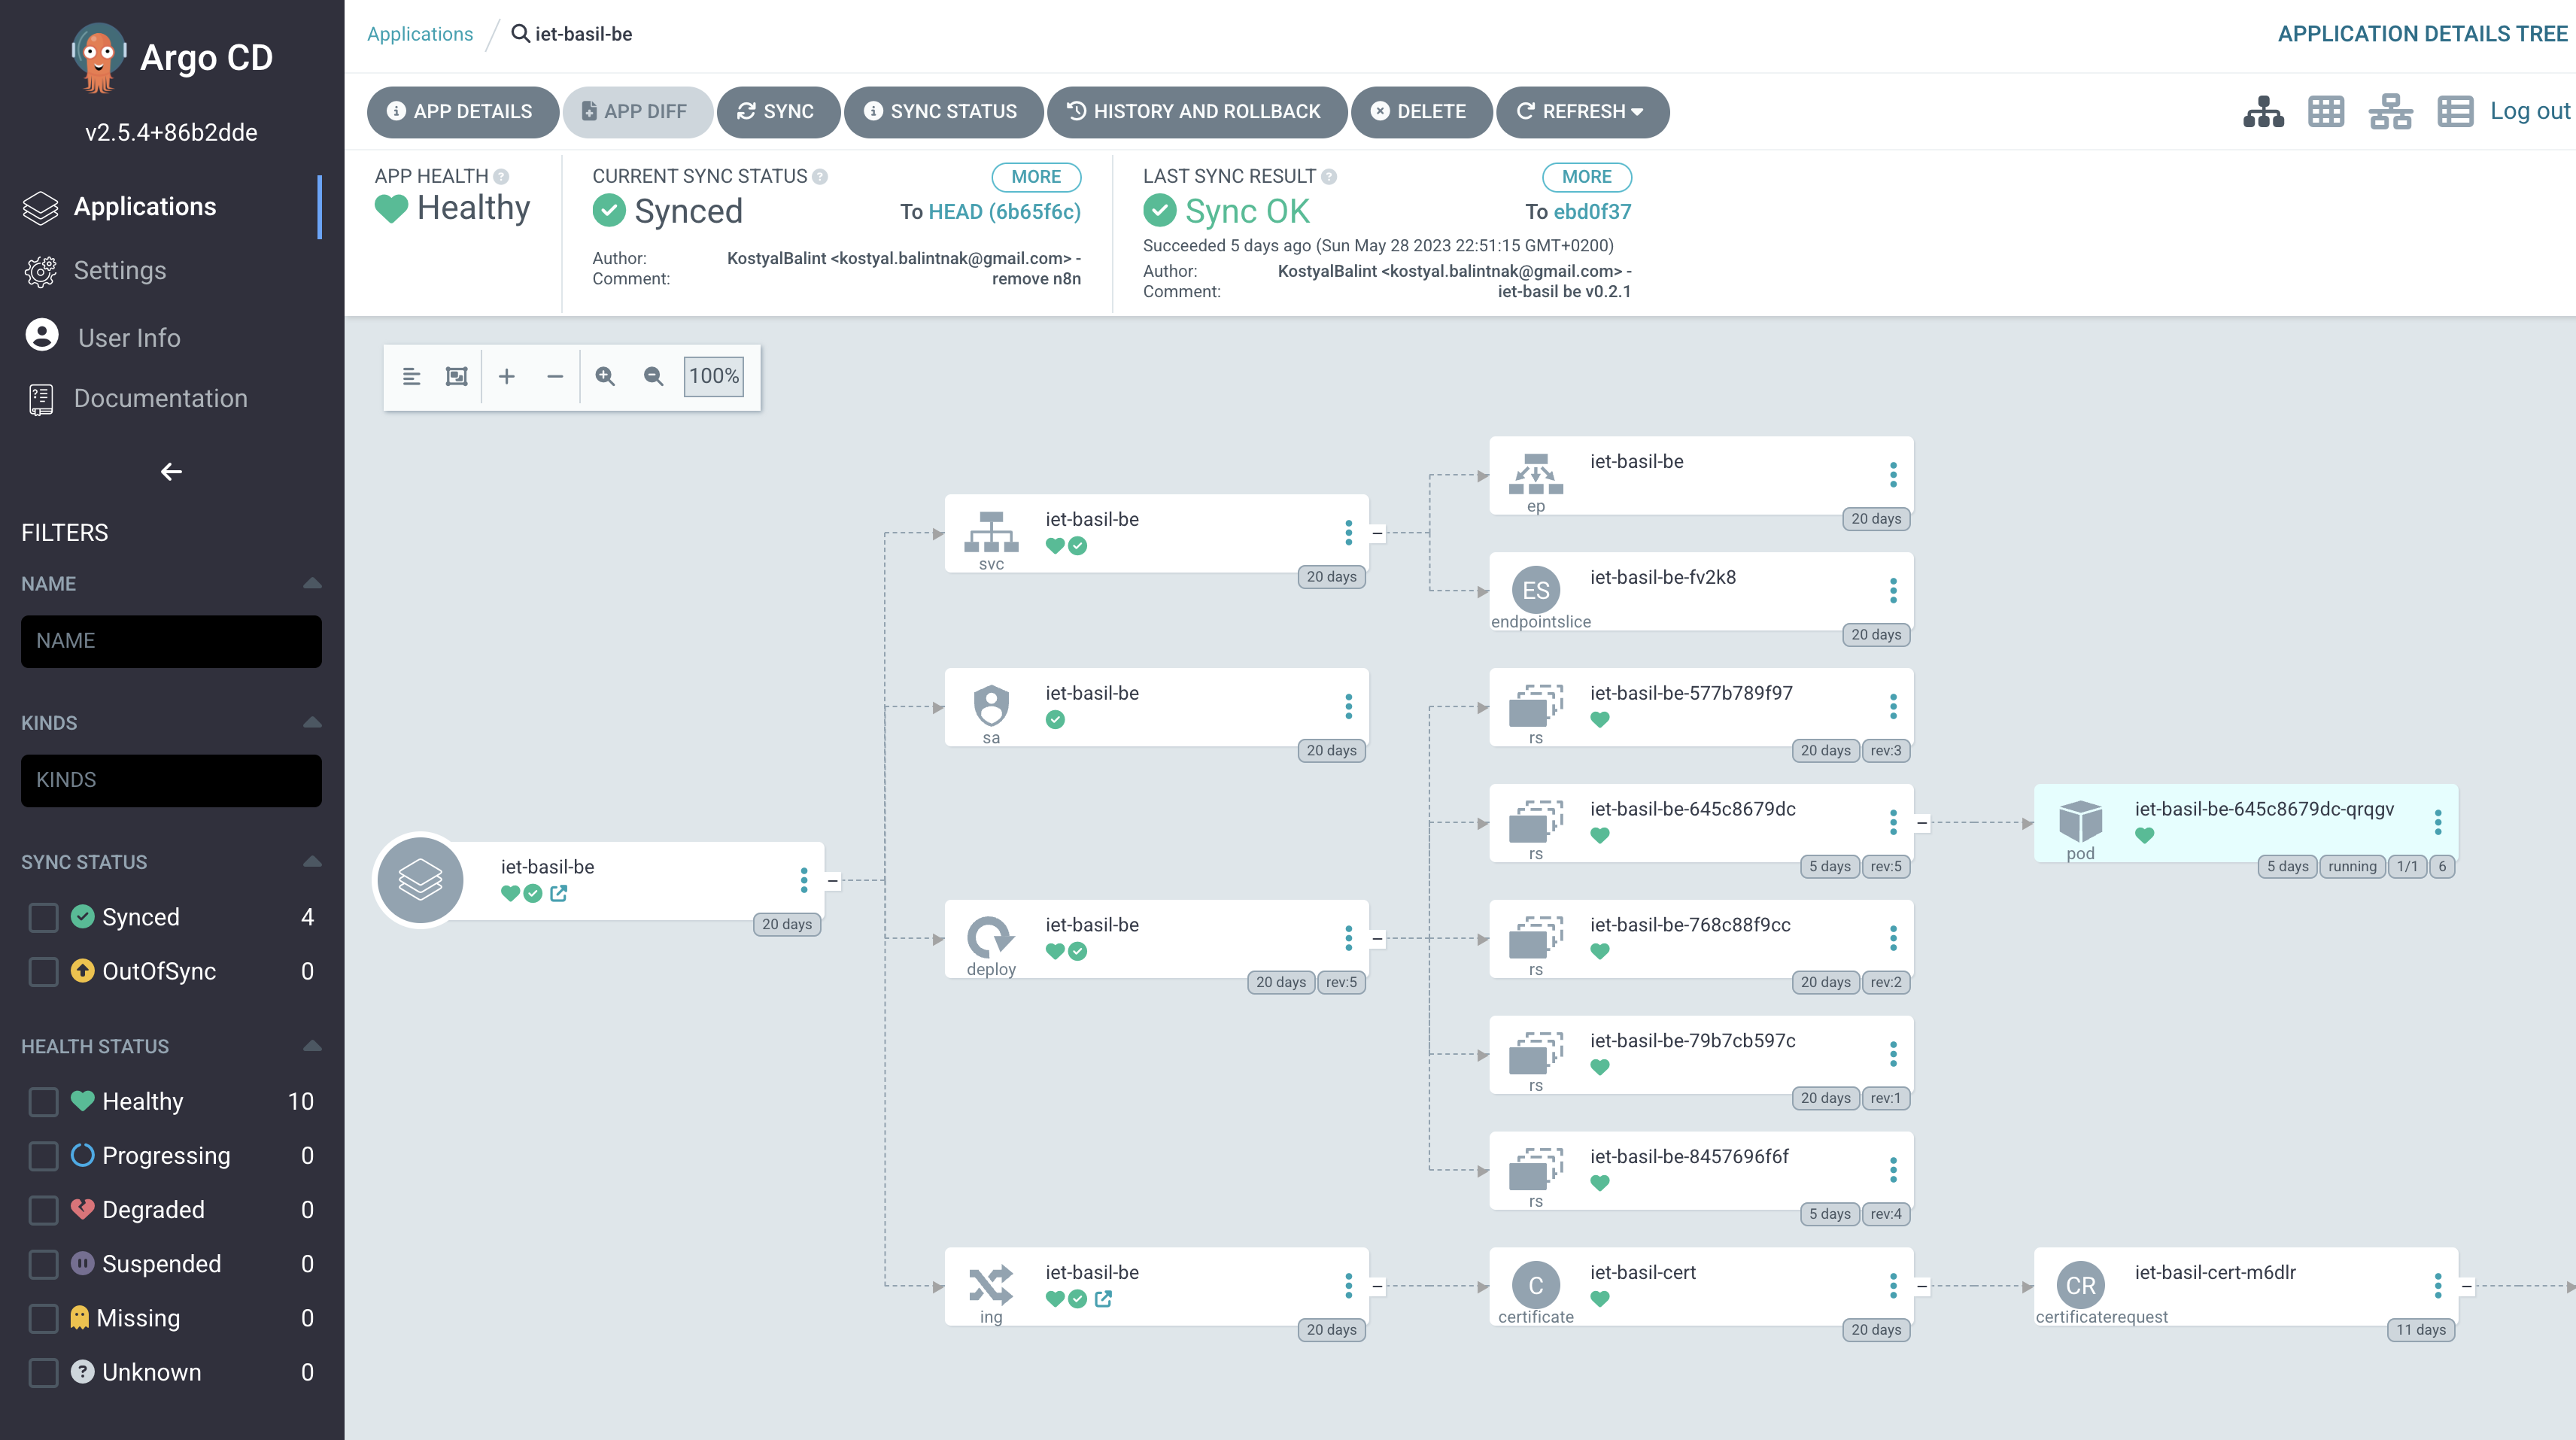 Argo CD
v2.5.4+86b2dde
Applications
Settings
User Info
Documentation
FILTERS
NAME
NAME
KINDS
KINDS
SYNC STATUS
Synced 4
OutOfSync 0
HEALTH STATUS
Healthy 10
Progressing 0
Degraded 0
Suspended 0
Missing 0
Unknown 0
Applications / iet-basil-be
APPLICATION DETAILS TREE
APP DETAILS APP DIFF SYNC SYNC STATUS HISTORY AND ROLLBACK DELETE REFRESH
Log out
APP HEALTH ?
Healthy
CURRENT SYNC STATUS ? MORE
Synced To HEAD (6b65f6c)
Author: KostyalBalint <kostyal.balintnak@gmail.com> -
Comment: remove n8n
LAST SYNC RESULT ? MORE
Sync OK To ebd0f37
Succeeded 5 days ago (Sun May 28 2023 22:51:15 GMT+0200)
Author: KostyalBalint <kostyal.balintnak@gmail.com> -
Comment: iet-basil be v0.2.1
100%
iet-basil-be
20 days
iet-basil-be
svc
20 days
iet-basil-be
sa
20 days
iet-basil-be
deploy
20 days rev:5
iet-basil-be
ing
20 days
iet-basil-be
ep
20 days
ES
iet-basil-be-fv2k8
endpointslice
20 days
iet-basil-be-577b789f97
rs
20 days rev:3
iet-basil-be-645c8679dc
rs
5 days rev:5
iet-basil-be-768c88f9cc
rs
20 days rev:2
iet-basil-be-79b7cb597c
rs
20 days rev:1
iet-basil-be-8457696f6f
rs
5 days rev:4
C
iet-basil-cert
certificate
20 days
iet-basil-be-645c8679dc-qrqgv
pod
5 days running 1/1 6
CR
iet-basil-cert-m6dlr
certificaterequest
11 days